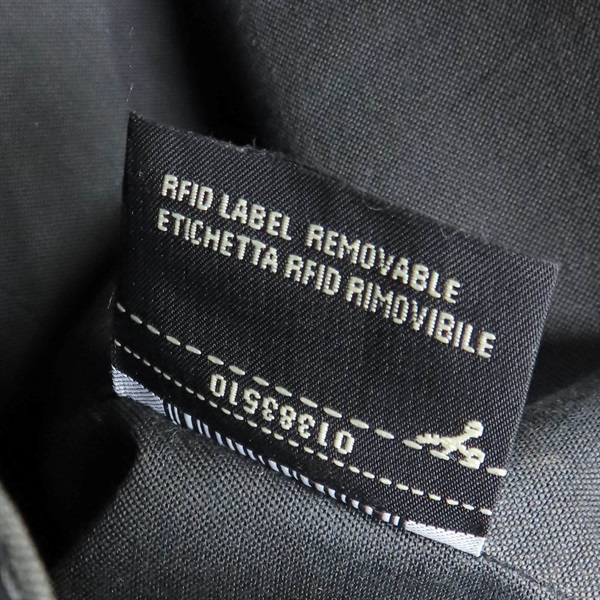 RFID LABEL REMOVABLE
ETICHETTA RFID RIMOVIBILE
01383510